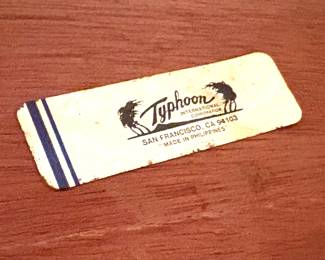 Typhoon
INTERNATIONAL
CORPORATION
SAN FRANCISCO, CA 94103
"MADE IN PHILIPPINES"